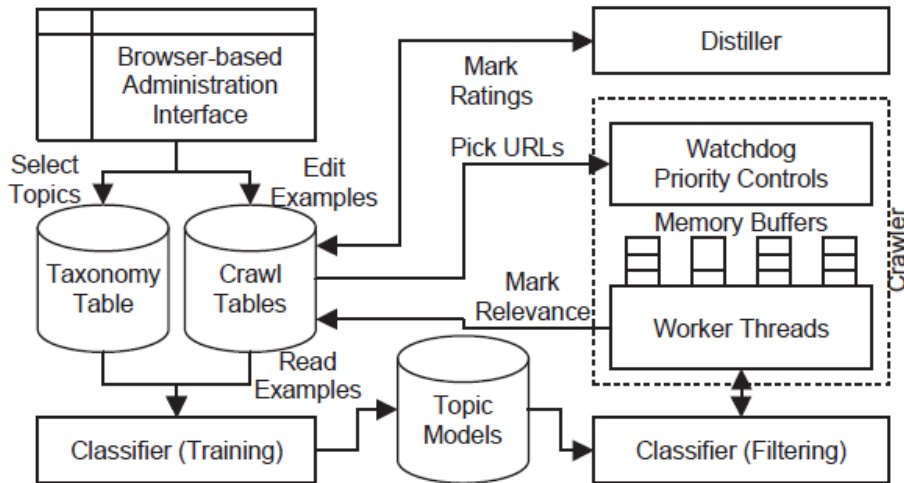 Browser-based
Administration
Interface
Distiller
Mark
Ratings
Select
Topics
Edit
Examples
Pick URLs
Watchdog
Priority Controls
Memory Buffers
Crawler
Taxonomy
Table
Crawl
Tables
Mark
Relevance
Worker Threads
Read
Examples
Topic
Models
Classifier (Training)
Classifier (Filtering)